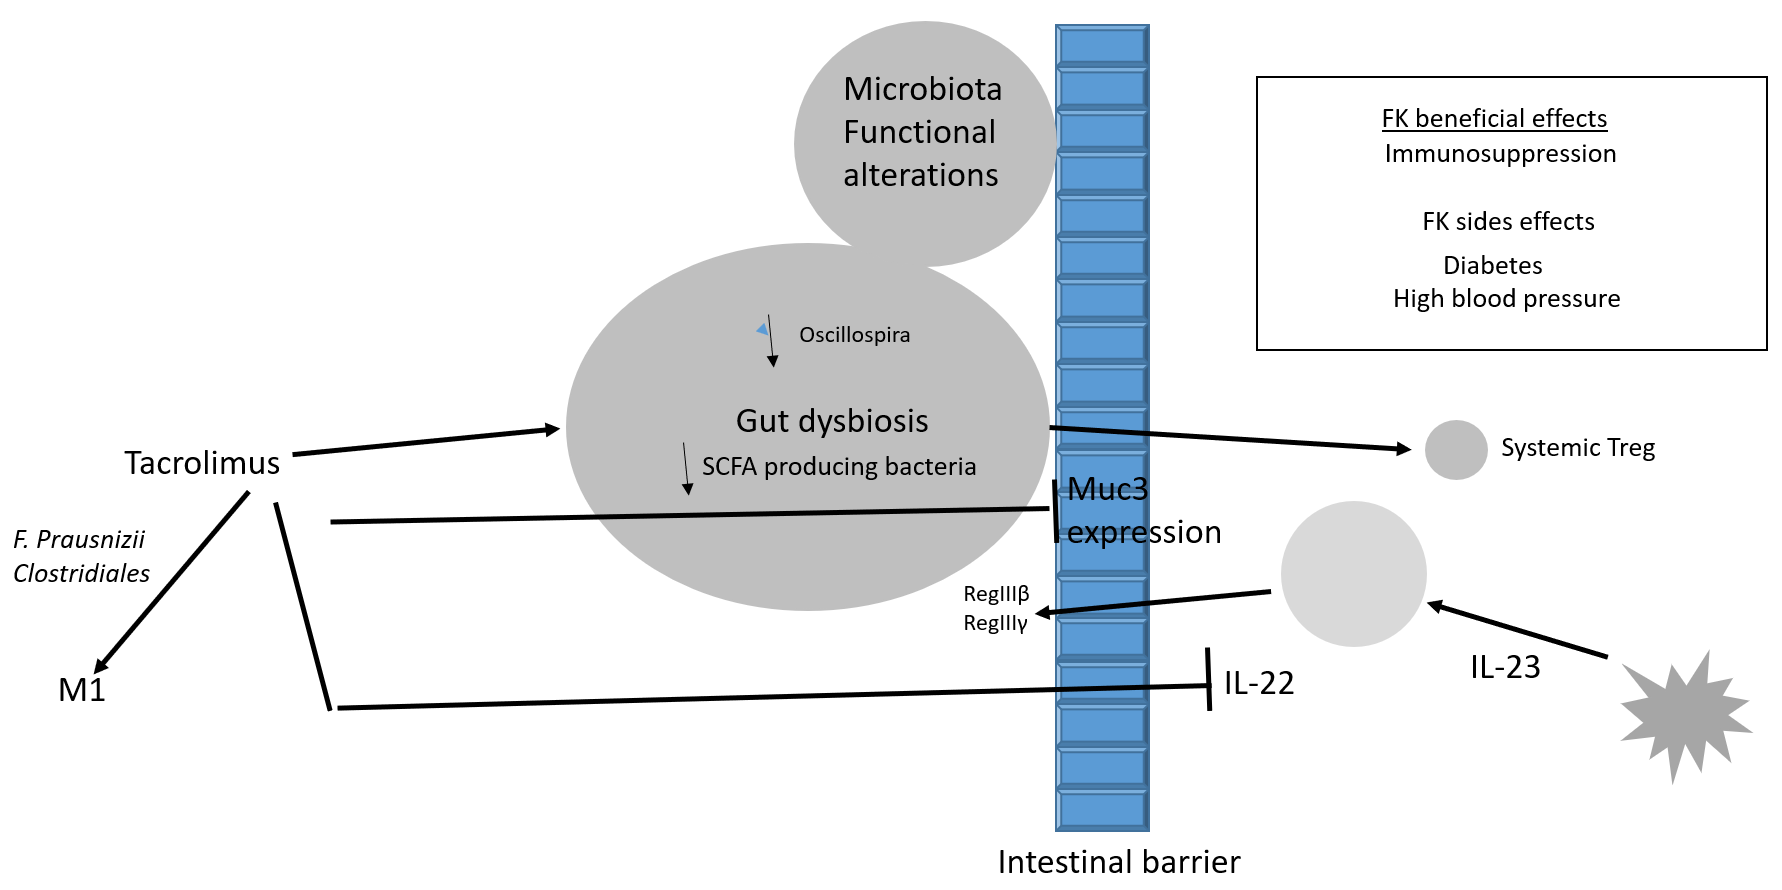 Microbiota
Functional
alterations
FK beneficial effects
Immunosuppression
FK sides effects
Diabetes
High blood pressure
Oscillospira
Gut dysbiosis
SCFA producing bacteria
Tacrolimus
Systemic Treg
Muc3
expression
F. Prausnizii
Clostridiales
RegIIIβ
RegIIIγ
M1
IL-22
IL-23
Intestinal barrier